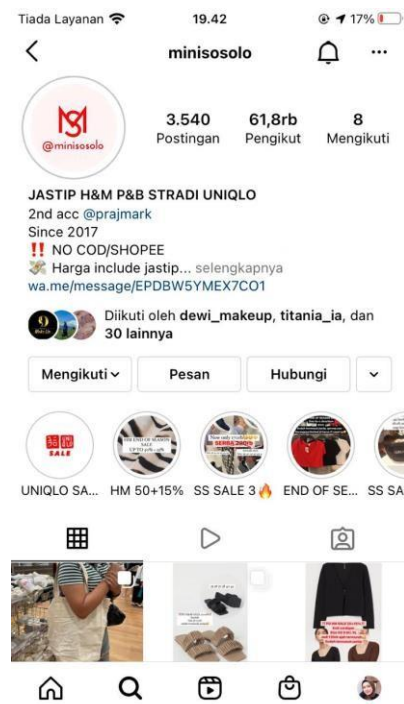 Tiada Layanan 19.42 17%
minisosolo
@minisosolo
3.540 61,8rb 8
Postingan Pengikut Mengikuti
JASTIP H&M P&B STRADI UNIQLO
2nd acc @prajmark
Since 2017
‼️ NO COD/SHOPEE
💸 Harga include jastip... selengkapnya
wa.me/message/EPDBW5YMEX7CO1
Diikuti oleh dewi_makeup, titania_ia, dan
30 lainnya
Mengikuti Pesan Hubungi
SALE
UNIQLO SA... HM 50+15% SS SALE 3🔥 END OF SE... SS SA